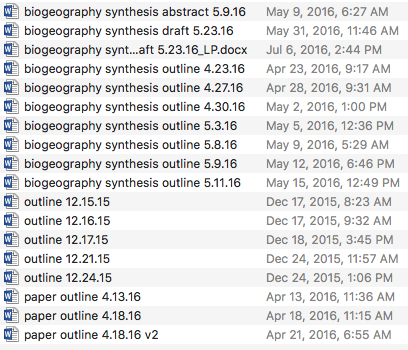 biogeography synthesis abstract 5.9.16 May 9, 2016, 6:27 AM
biogeography synthesis draft 5.23.16 May 31, 2016, 11:46 AM
biogeography synt...aft 5.23.16_LP.docx Jul 6, 2016, 2:44 PM
biogeography synthesis outline 4.23.16 Apr 23, 2016, 9:17 AM
biogeography synthesis outline 4.27.16 Apr 28, 2016, 9:31 AM
biogeography synthesis outline 4.30.16 May 2, 2016, 1:00 PM
biogeography synthesis outline 5.3.16 May 5, 2016, 12:36 PM
biogeography synthesis outline 5.8.16 May 9, 2016, 5:29 AM
biogeography synthesis outline 5.9.16 May 12, 2016, 6:46 PM
biogeography synthesis outline 5.11.16 May 15, 2016, 12:49 PM
outline 12.15.15 Dec 17, 2015, 8:23 AM
outline 12.16.15 Dec 17, 2015, 9:32 AM
outline 12.17.15 Dec 18, 2015, 3:45 PM
outline 12.21.15 Dec 24, 2015, 11:57 AM
outline 12.24.15 Dec 24, 2015, 1:06 PM
paper outline 4.13.16 Apr 13, 2016, 11:36 AM
paper outline 4.18.16 Apr 18, 2016, 11:15 AM
paper outline 4.18.16 v2 Apr 21, 2016, 6:55 AM